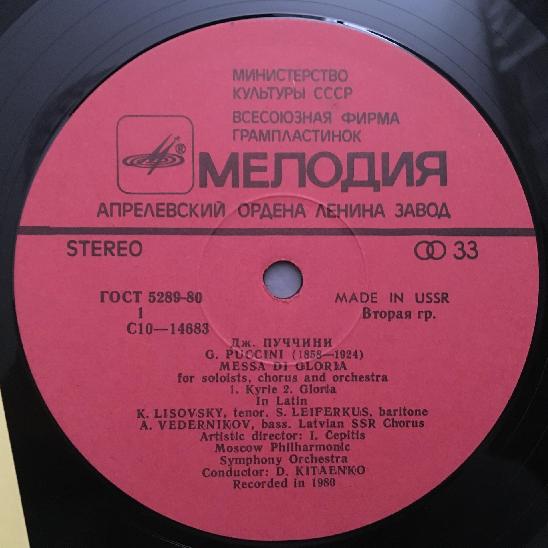 МИНИСТЕРСТВО
КУЛЬТУРЫ СССР
ВСЕСОЮЗНАЯ ФИРМА
ГРАМПЛАСТИНОК
® МЕЛОДИЯ
АПРЕЛЕВСКИЙ ОРДЕНА ЛЕНИНА ЗАВОД
STEREO 33
ГОСТ 5289-80 MADE IN USSR
1 Вторая гр.
С10—14683
Дж. ПУЧЧИНИ
G. PUCCINI (1858—1924)
MESSA DI GLORIA
for soloists, chorus and orchestra
1. Kyrie 2. Gloria
In Latin
K. LISOVSKY, tenor. S. LEIFERKUS, baritone
A. VEDERNIKOV, bass. Latvian SSR Chorus
Artistic director: I. Cepitis
Moscow Philharmonic
Symphony Orchestra
Conductor: D. KITAENKO
Recorded in 1980